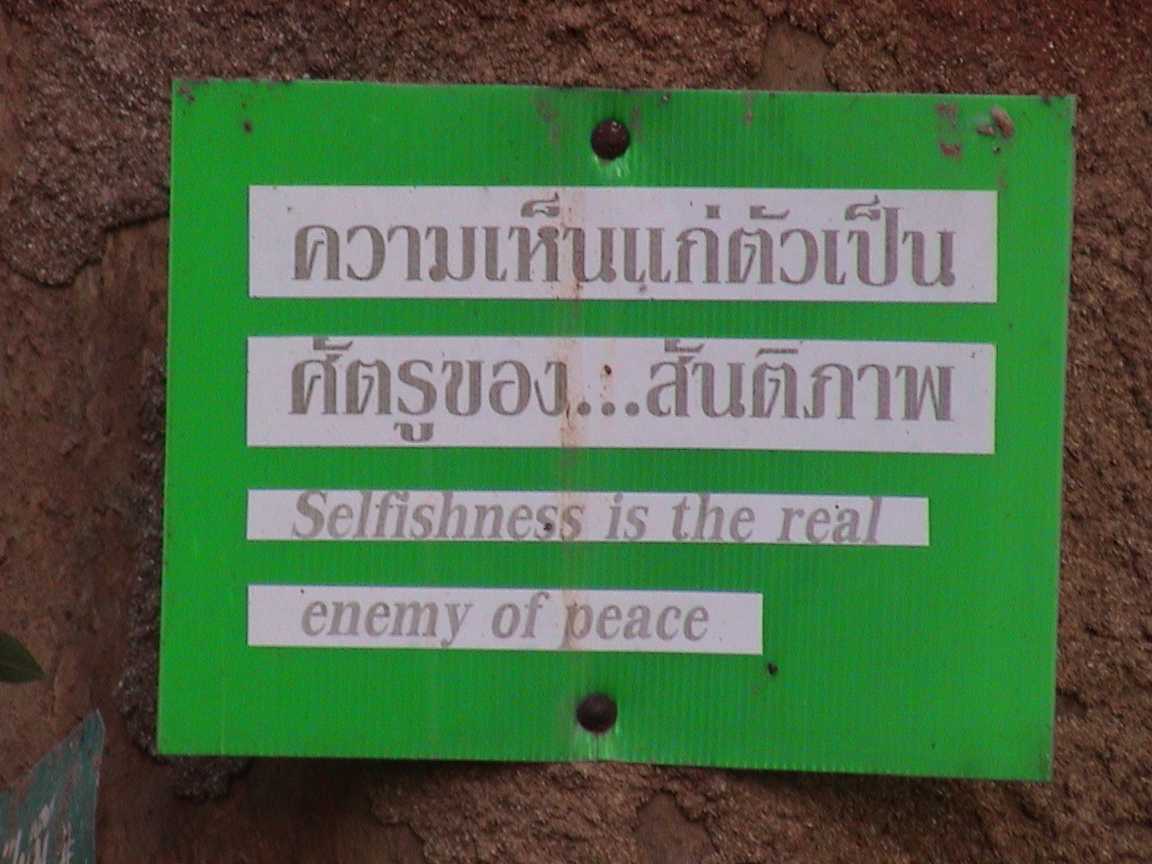 ความเห็นแก่ตัวเป็น
ศัตรูของ...สันติภาพ
Selfishness is the real
enemy of peace